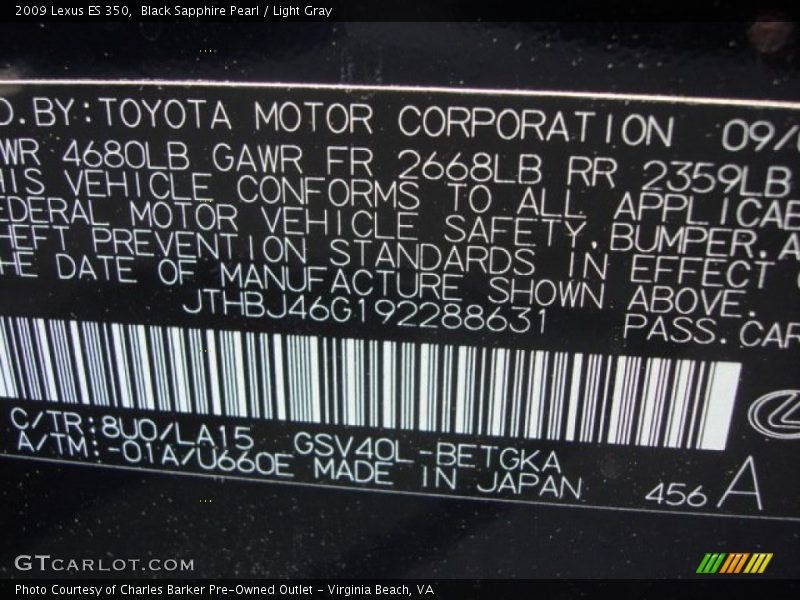 2009 Lexus ES 350, Black Sapphire Pearl / Light Gray
D.BY:TOYOTA MOTOR CORPORATION 09/
WR 4680LB GAWR FR 2668LB RR 2359LB
HIS VEHICLE CONFORMS TO ALL APPLICAB
EDERAL MOTOR VEHICLE SAFETY,BUMPER,A
HEFT PREVENTION STANDARDS IN EFFECT
HE DATE OF MANUFACTURE SHOWN ABOVE.
JTHBJ46G192288631 PASS.CAR
C/TR:8U0/LA15 GSV40L-BETGKA
A/TM:-01A/U660E MADE IN JAPAN 456 A
GTCARLOT.COM
Photo Courtesy of Charles Barker Pre-Owned Outlet - Virginia Beach, VA